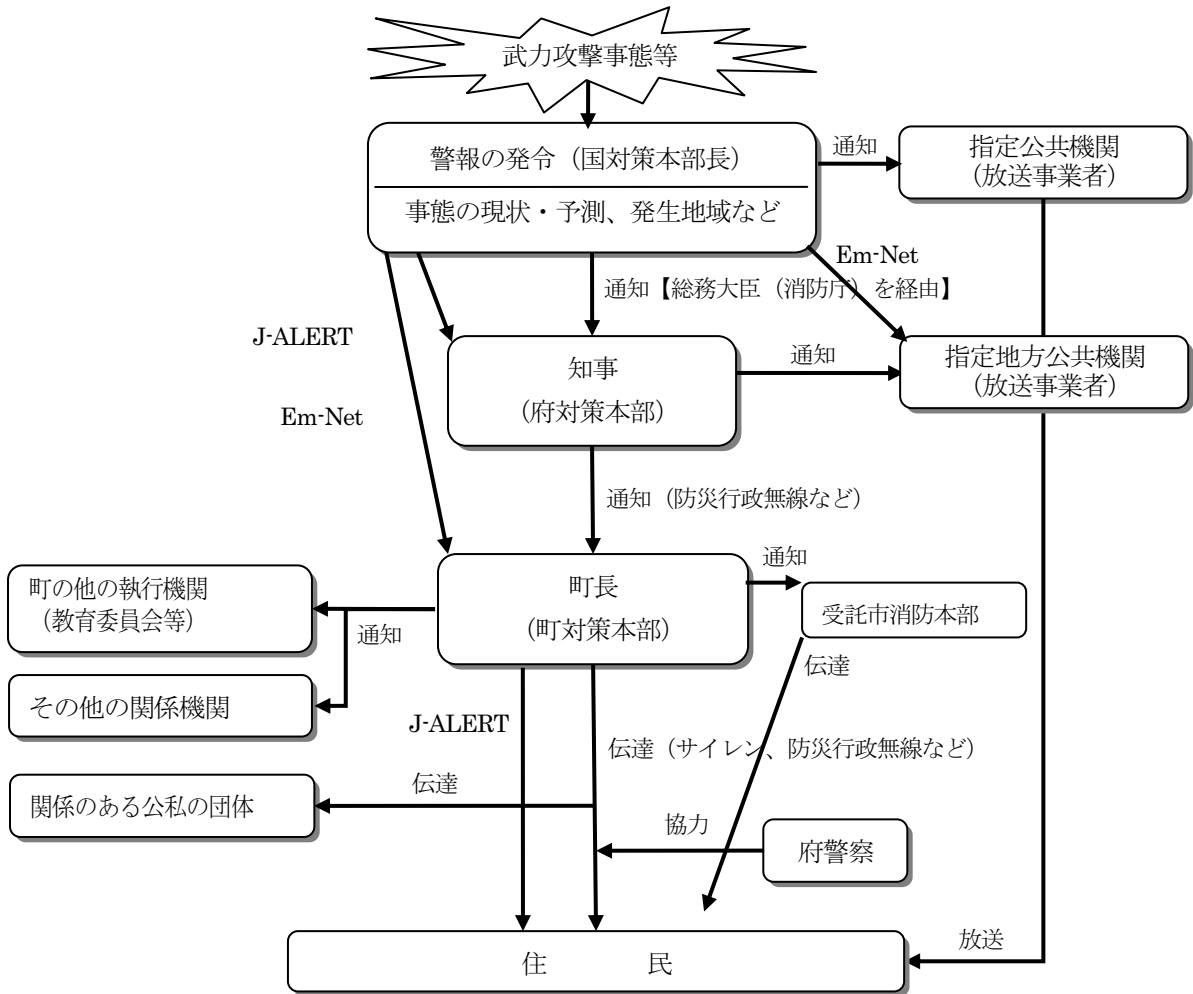 武力攻撃事態等
警報の発令（国対策本部長）
事態の現状・予測、発生地域など
通知
指定公共機関
（放送事業者）
Em-Net
通知【総務大臣（消防庁）を経由】
J-ALERT
Em-Net
知事
（府対策本部）
通知
指定地方公共機関
（放送事業者）
通知（防災行政無線など）
町長
（町対策本部）
通知
受託市消防本部
町の他の執行機関
（教育委員会等）
通知
その他の関係機関
伝達
J-ALERT
伝達（サイレン、防災行政無線など）
伝達
関係のある公私の団体
協力
府警察
放送
住　　　民